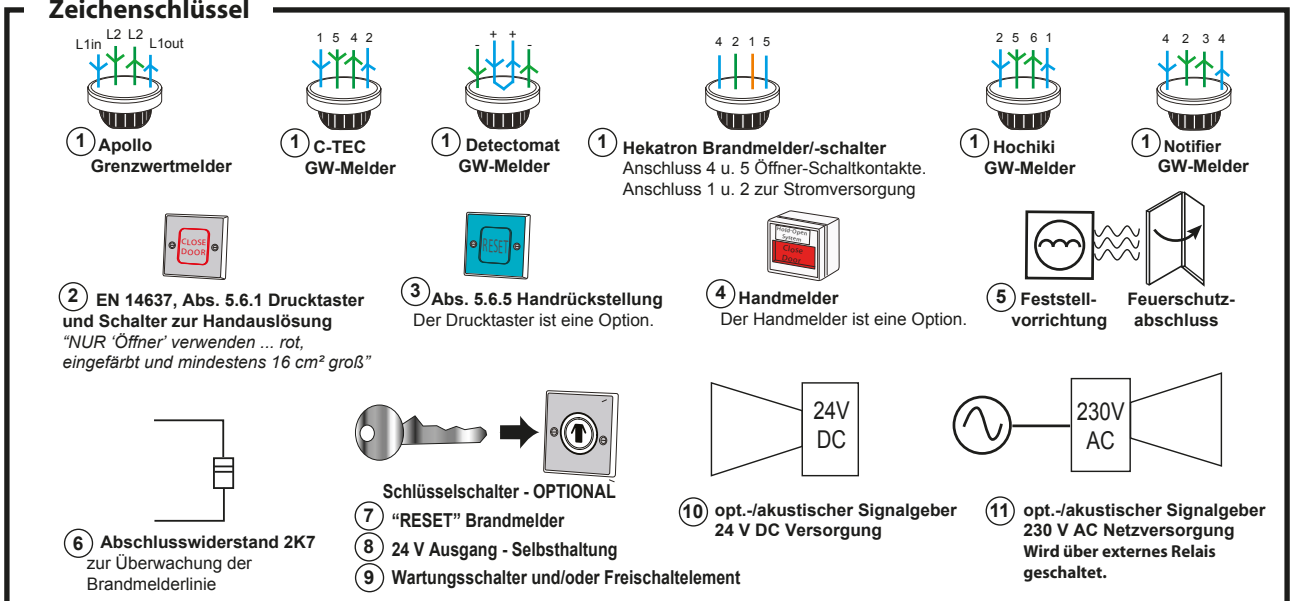 Zeichenschlüssel
L1in L2 L2 L1out
1 5 4 2
- + + -
4 2 1 5
2 5 6 1
4 2 3 4
1 Apollo
Grenzwertmelder
1 C-TEC
GW-Melder
1 Detectomat
GW-Melder
1 Hekatron Brandmelder/-schalter
Anschluss 4 u. 5 Öffner-Schaltkontakte.
Anschluss 1 u. 2 zur Stromversorgung
1 Hochiki
GW-Melder
1 Notifier
GW-Melder
CLOSE
DOOR
RESET
Hold-Open
System
Close
Door
2 EN 14637, Abs. 5.6.1 Drucktaster
und Schalter zur Handauslösung
“NUR ‘Öffner’ verwenden ... rot,
eingefärbt und mindestens 16 cm² groß”
3 Abs. 5.6.5 Handrückstellung
Der Drucktaster ist eine Option.
4 Handmelder
Der Handmelder ist eine Option.
5 Feststell-
vorrichtung
Feuerschutz-
abschluss
6 Abschlusswiderstand 2K7
zur Überwachung der
Brandmelderlinie
Schlüsselschalter - OPTIONAL
7 “RESET” Brandmelder
8 24 V Ausgang - Selbsthaltung
9 Wartungsschalter und/oder Freischaltelement
24V
DC
10 opt.-/akustischer Signalgeber
24 V DC Versorgung
230V
AC
11 opt.-/akustischer Signalgeber
230 V AC Netzversorgung
Wird über externes Relais
geschaltet.